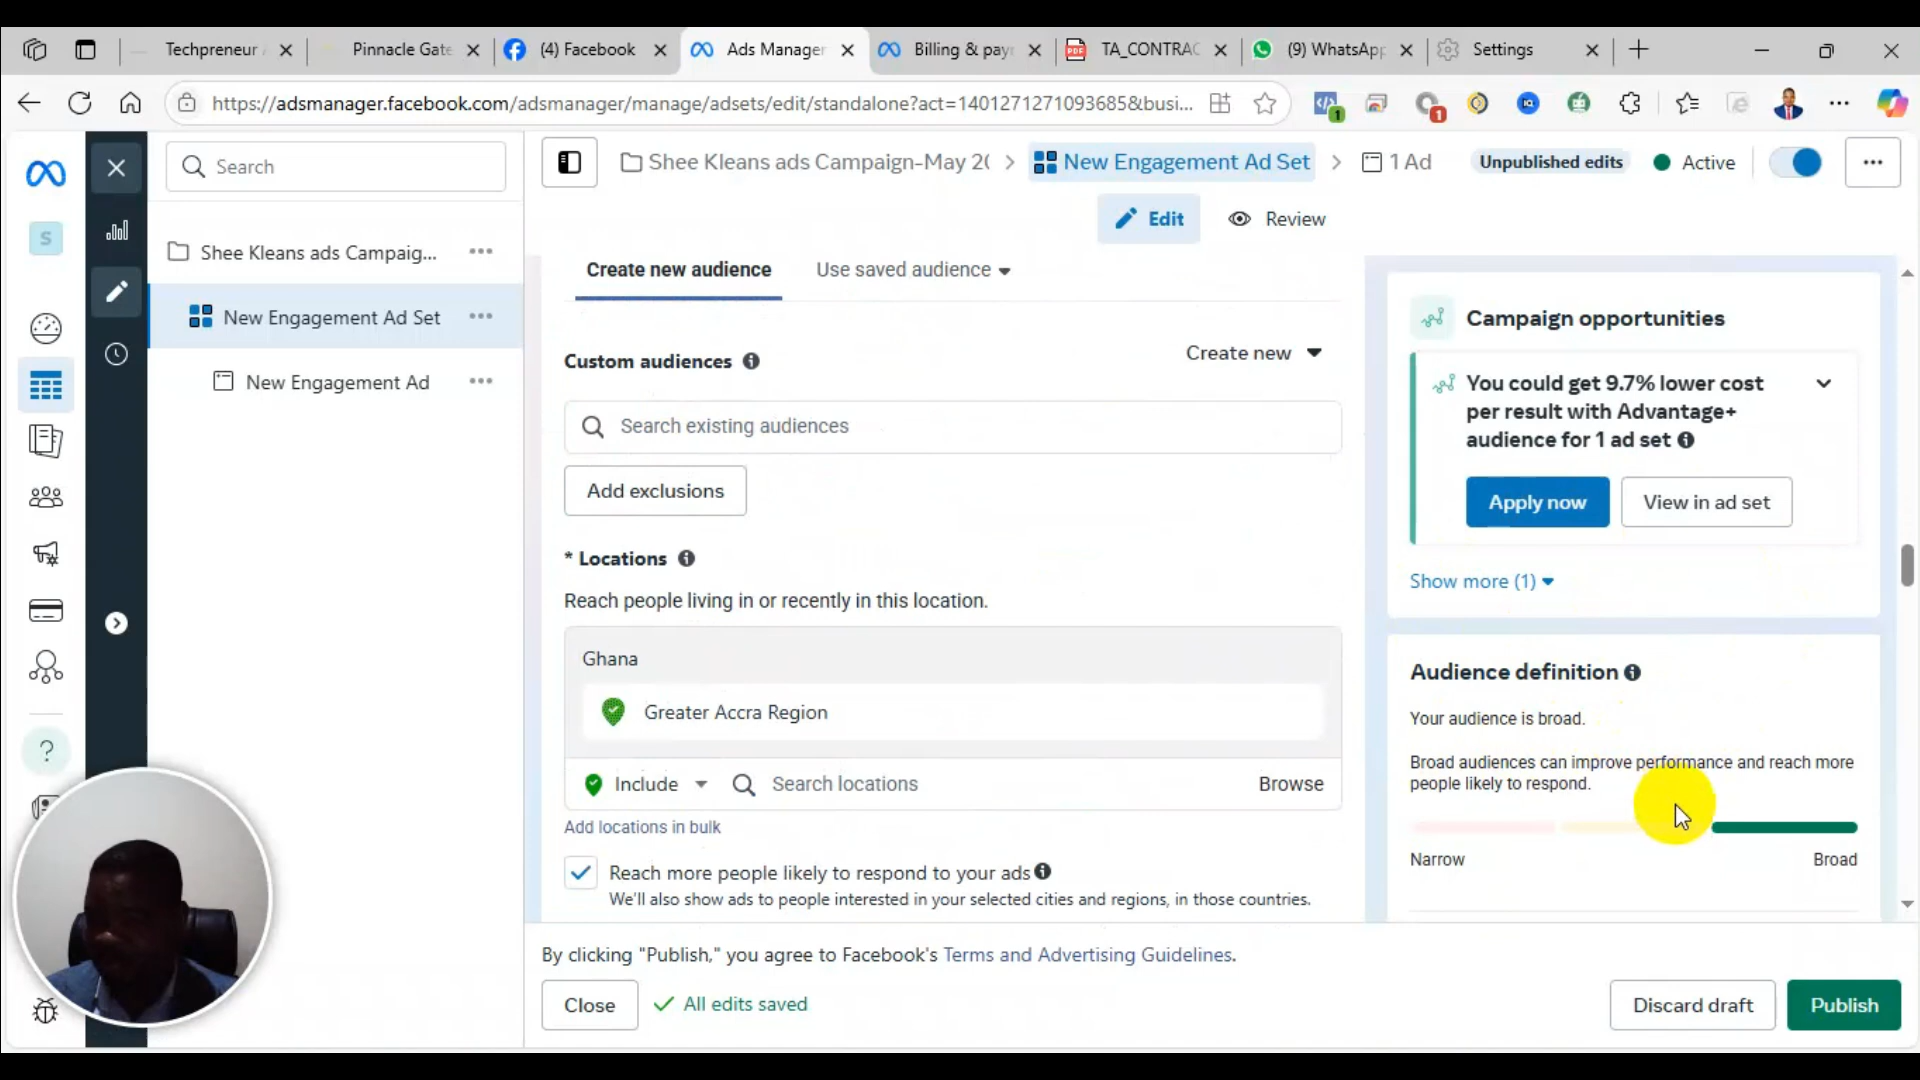 Techpreneur
Pinnacle Gate
(4) Facebook
Ads Manager
Billing & pay
TA_CONTRAC
(9) WhatsApp
Settings
https://adsmanager.facebook.com/adsmanager/manage/adsets/edit/standalone?act=1401271271093685&busi...
1
1
Search
Shee Kleans ads Campaign-May 20
New Engagement Ad Set
1 Ad
Unpublished edits
Active
Edit
Review
S
Shee Kleans ads Campaig...
New Engagement Ad Set
New Engagement Ad
Create new audience
Use saved audience
Custom audiences
Create new
Search existing audiences
Add exclusions
* Locations
Reach people living in or recently in this location.
Ghana
Greater Accra Region
Include
Search locations
Browse
Add locations in bulk
Reach more people likely to respond to your ads
We'll also show ads to people interested in your selected cities and regions, in those countries.
Campaign opportunities
You could get 9.7% lower cost
per result with Advantage+
audience for 1 ad set
Apply now
View in ad set
Show more (1)
Audience definition
Your audience is broad.
Broad audiences can improve performance and reach more
people likely to respond.
Narrow
Broad
By clicking "Publish," you agree to Facebook's Terms and Advertising Guidelines.
Close
All edits saved
Discard draft
Publish